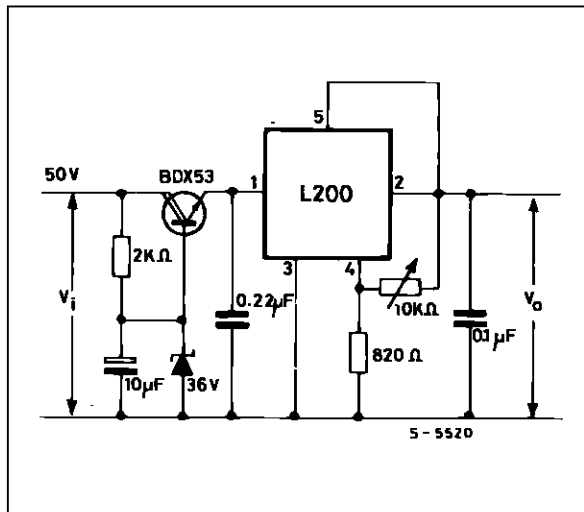 5
50V
BDX53
1
L200
2
2KΩ
3
4
Vi
0.22µF
10KΩ
Vo
0.1µF
820 Ω
10µF
36V
S-5520